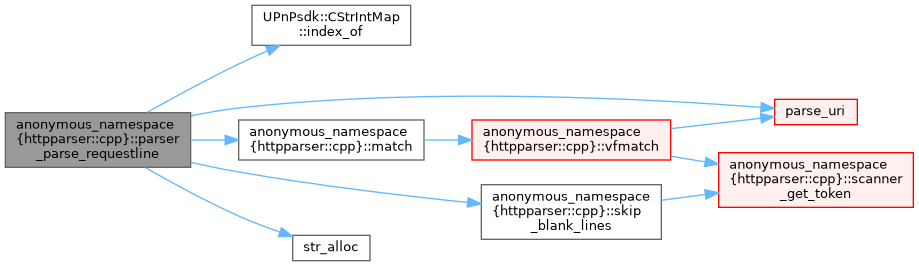 UPnPsdk::CStrIntMap
::index_of
anonymous_namespace
{httpparser::cpp}::parser
_parse_requestline
anonymous_namespace
{httpparser::cpp}::match
anonymous_namespace
{httpparser::cpp}::vfmatch
parse_uri
anonymous_namespace
{httpparser::cpp}::scanner
_get_token
anonymous_namespace
{httpparser::cpp}::skip
_blank_lines
str_alloc